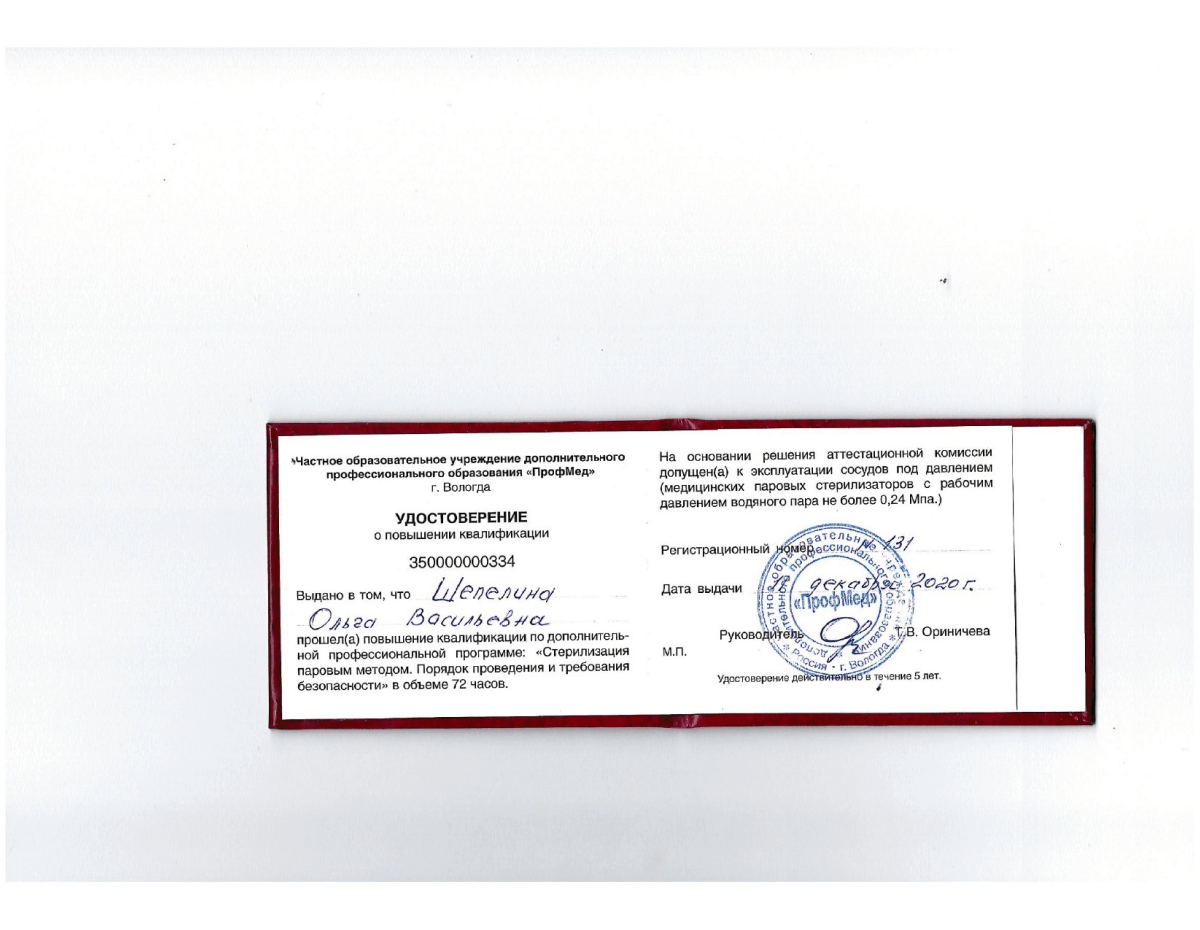 Частное образовательное учреждение дополнительного
профессионального образования «ПрофМед»
г. Вологда
УДОСТОВЕРЕНИЕ
о повышении квалификации
350000000334
Выдано в том, что Шепелина
Ольга Васильевна
прошел(а) повышение квалификации по дополнитель-
ной профессиональной программе: «Стерилизация
паровым методом. Порядок проведения и требования
безопасности» в объеме 72 часов.
На основании решения аттестационной комиссии
допущен(а) к эксплуатации сосудов под давлением
(медицинских паровых стерилизаторов с рабочим
давлением водяного пара не более 0,24 Мпа.)
Регистрационный номер № 131
Дата выдачи декабря 2020г.
Руководитель Т.В. Ориничева
М.П.
Удостоверение действительно в течение 5 лет.
Частное образовательное учреждение
дополнительного профессионального образования
«ПрофМед»
* Россия · г. Вологда *